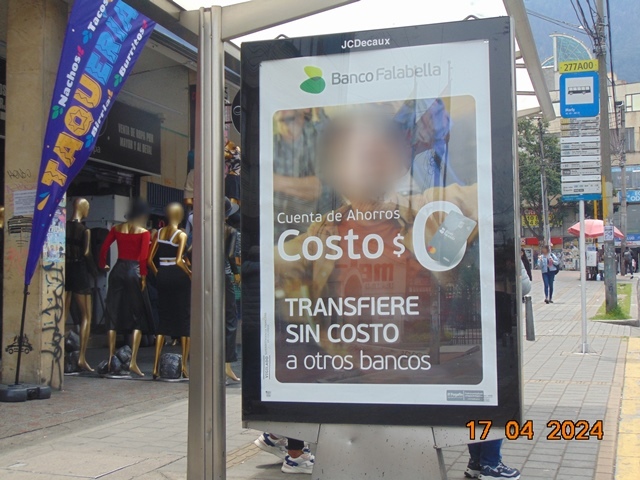 JCDecaux
Banco Falabella
Cuenta de Ahorros
Costo $0
TRANSFIERE
SIN COSTO
a otros bancos
Nachos Tacos
TAQUERIA
Birria Burritos
277A00
17 04 2024